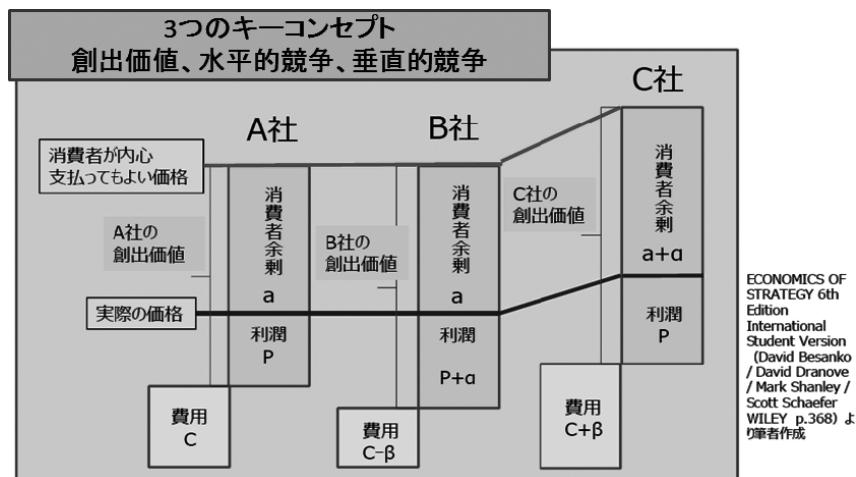 3つのキーコンセプト
創出価値、水平的競争、垂直的競争
A社
B社
C社
消費者が内心
支払ってもよい価格
A社の
創出価値
実際の価格
消費者余剰
a
利潤
P
費用
C
B社の
創出価値
消費者余剰
a
利潤
P+α
費用
C-β
C社の
創出価値
消費者余剰
a+α
利潤
P
費用
C+β
ECONOMICS OF
STRATEGY 6th
Edition
International
Student Version
(David Besanko
/ David Dranove
/ Mark Shanley /
Scott Schaefer
WILEY p.368) よ
り筆者作成